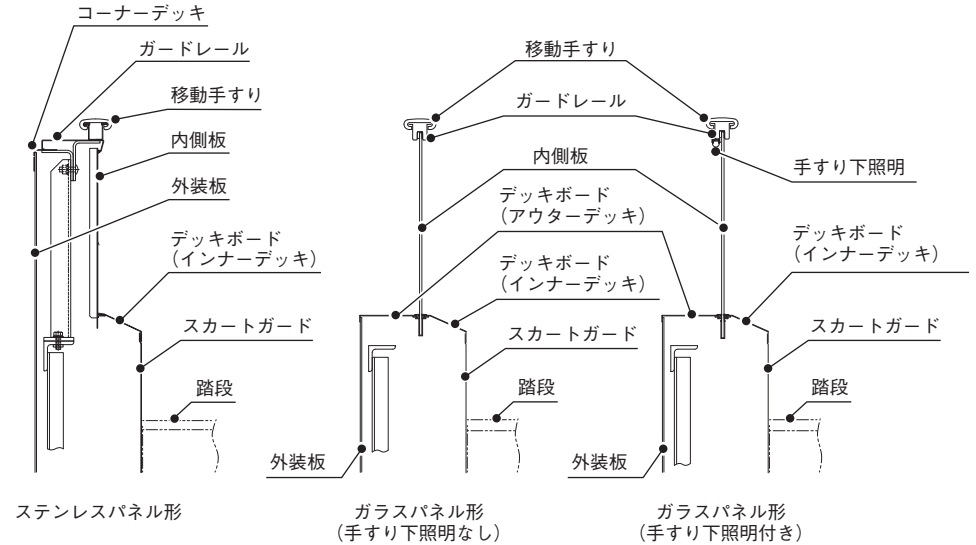 コーナーデッキ
ガードレール
移動手すり
内側板
外装板
デッキボード
（インナーデッキ）
スカートガード
踏段
ステンレスパネル形
移動手すり
ガードレール
内側板
手すり下照明
デッキボード
（アウターデッキ）
デッキボード
（インナーデッキ）
デッキボード
（インナーデッキ）
スカートガード
スカートガード
踏段
踏段
外装板
外装板
ガラスパネル形
（手すり下照明なし）
ガラスパネル形
（手すり下照明付き）